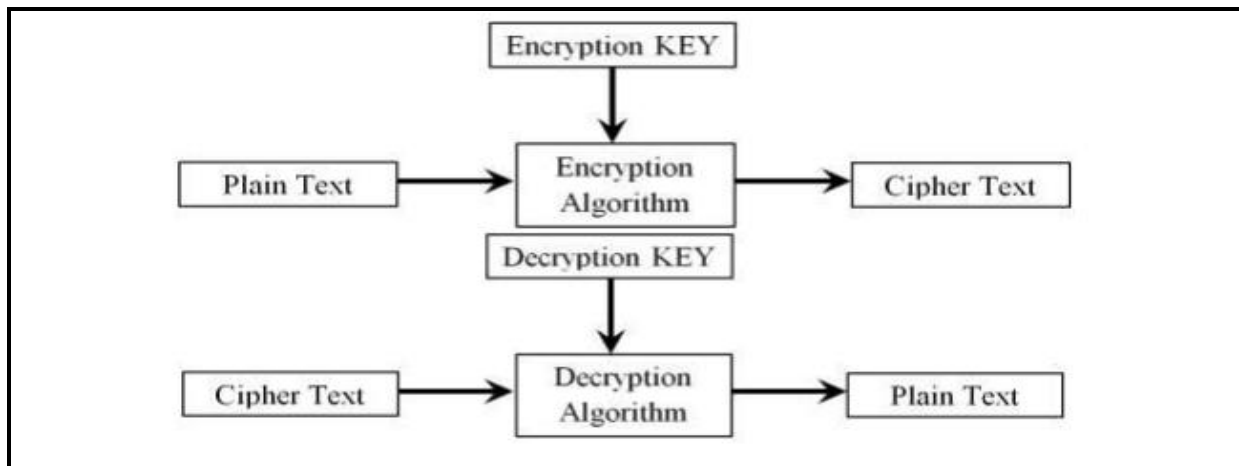 Encryption KEY
Plain Text
Encryption
Algorithm
Cipher Text
Decryption KEY
Cipher Text
Decryption
Algorithm
Plain Text